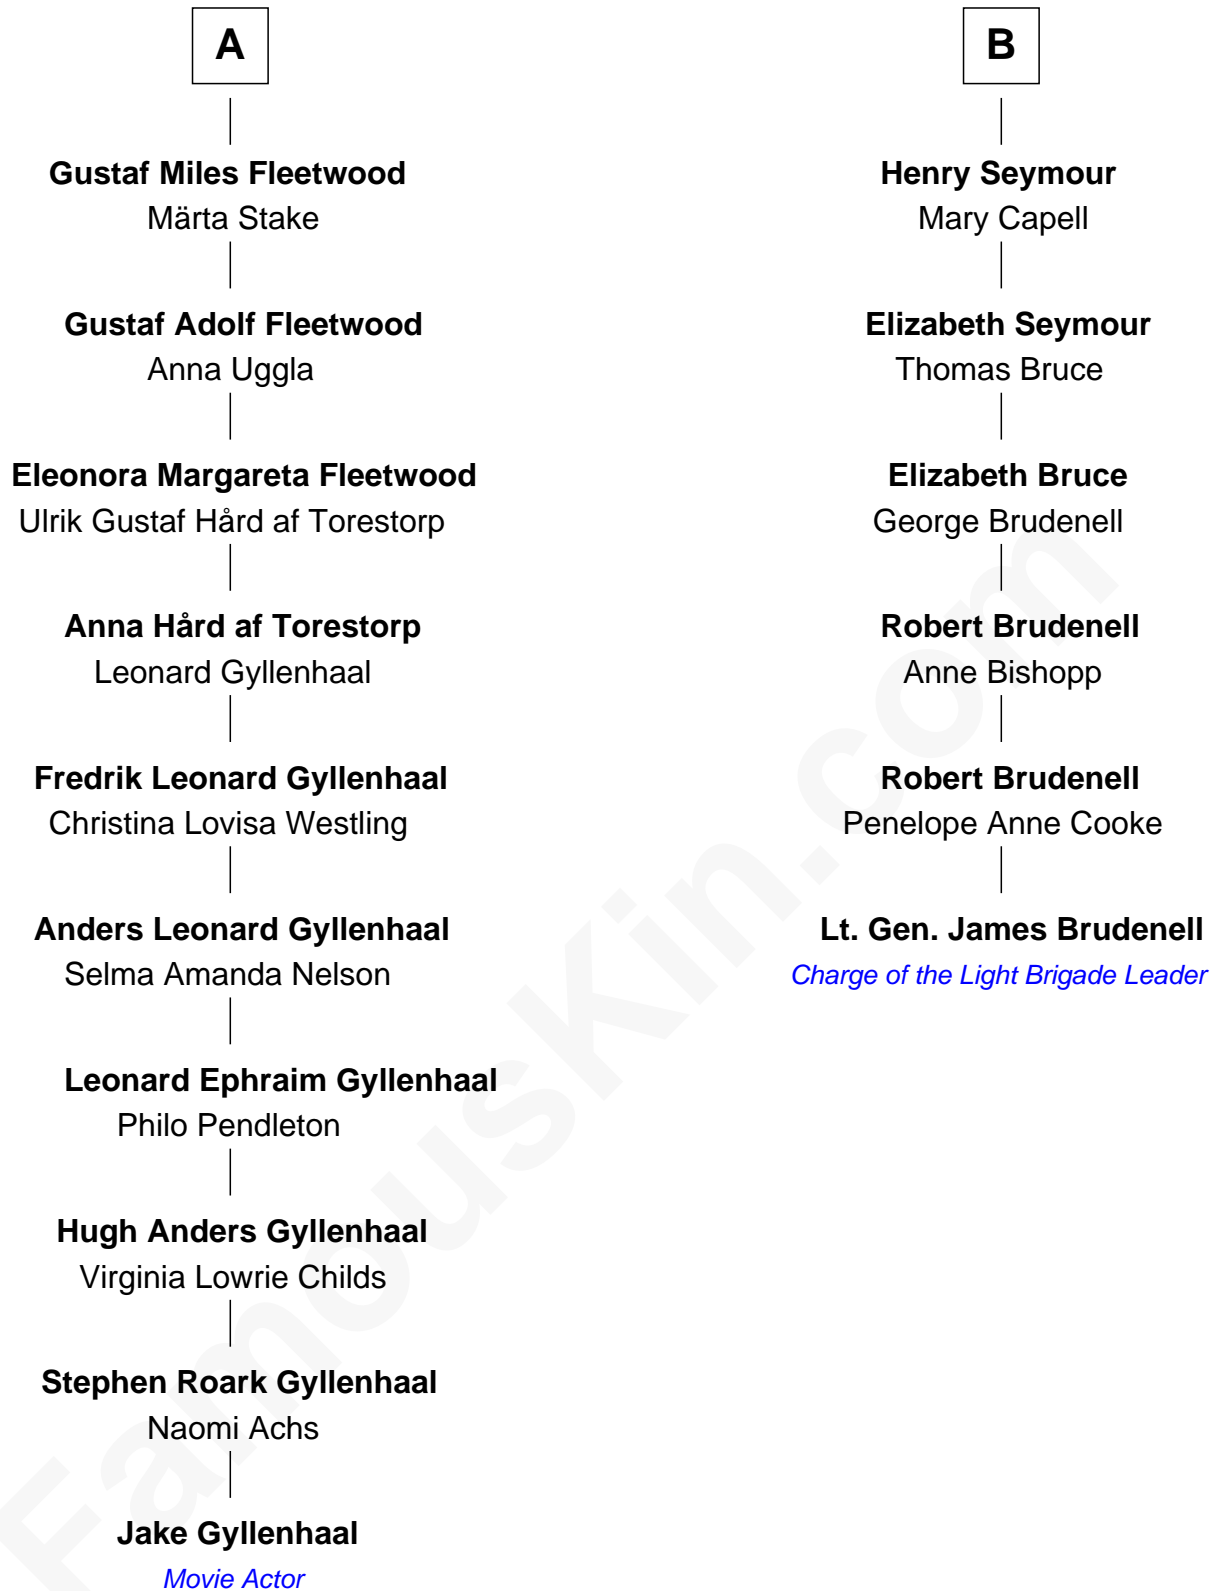 A
Gustaf Miles Fleetwood
Märta Stake
Gustaf Adolf Fleetwood
Anna Uggla
Eleonora Margareta Fleetwood
Ulrik Gustaf Hård af Torestorp
Anna Hård af Torestorp
Leonard Gyllenhaal
Fredrik Leonard Gyllenhaal
Christina Lovisa Westling
Anders Leonard Gyllenhaal
Selma Amanda Nelson
Leonard Ephraim Gyllenhaal
Philo Pendleton
Hugh Anders Gyllenhaal
Virginia Lowrie Childs
Stephen Roark Gyllenhaal
Naomi Achs
Jake Gyllenhaal
Movie Actor
B
Henry Seymour
Mary Capell
Elizabeth Seymour
Thomas Bruce
Elizabeth Bruce
George Brudenell
Robert Brudenell
Anne Bishopp
Robert Brudenell
Penelope Anne Cooke
Lt. Gen. James Brudenell
Charge of the Light Brigade Leader
FamousKin.com